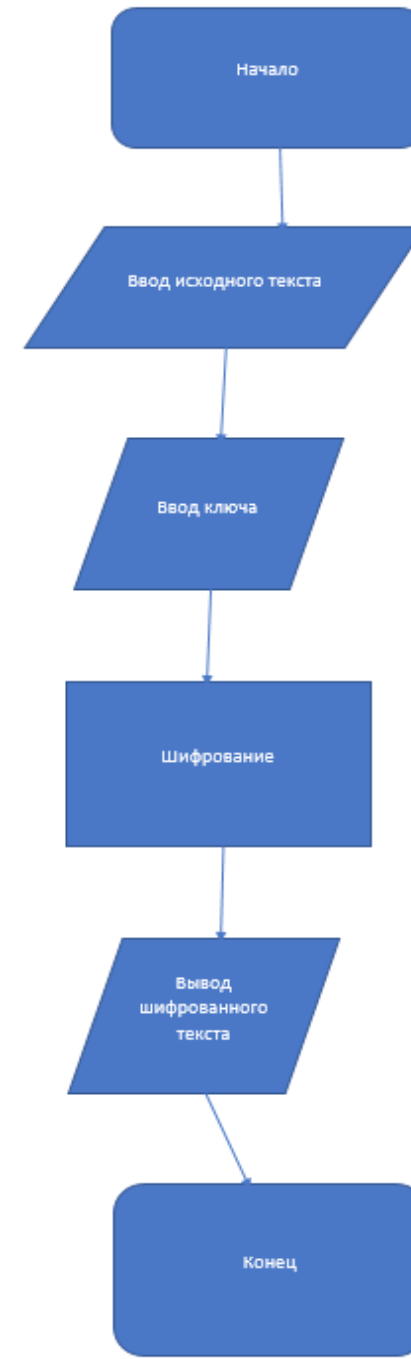 Начало
Ввод исходного текста
Ввод ключа
Шифрование
Вывод
шифрованного
текста
Конец